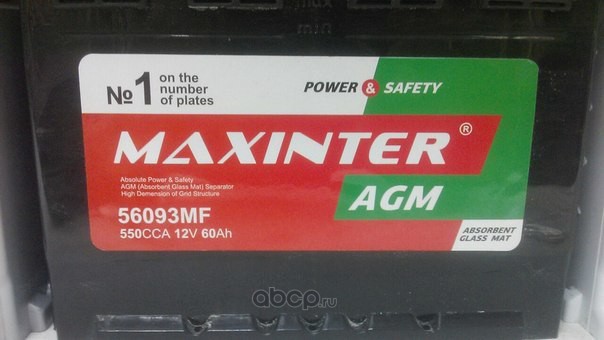 №1 on the
number
of plates
POWER & SAFETY
MAXINTER®
Absolute Power & Safety
AGM (Absorbent Glass Mat) Separator
High Demension of Grid Structure
AGM
56093MF
550CCA 12V 60Ah
ABSORBENT
GLASS MAT
abcp.ru